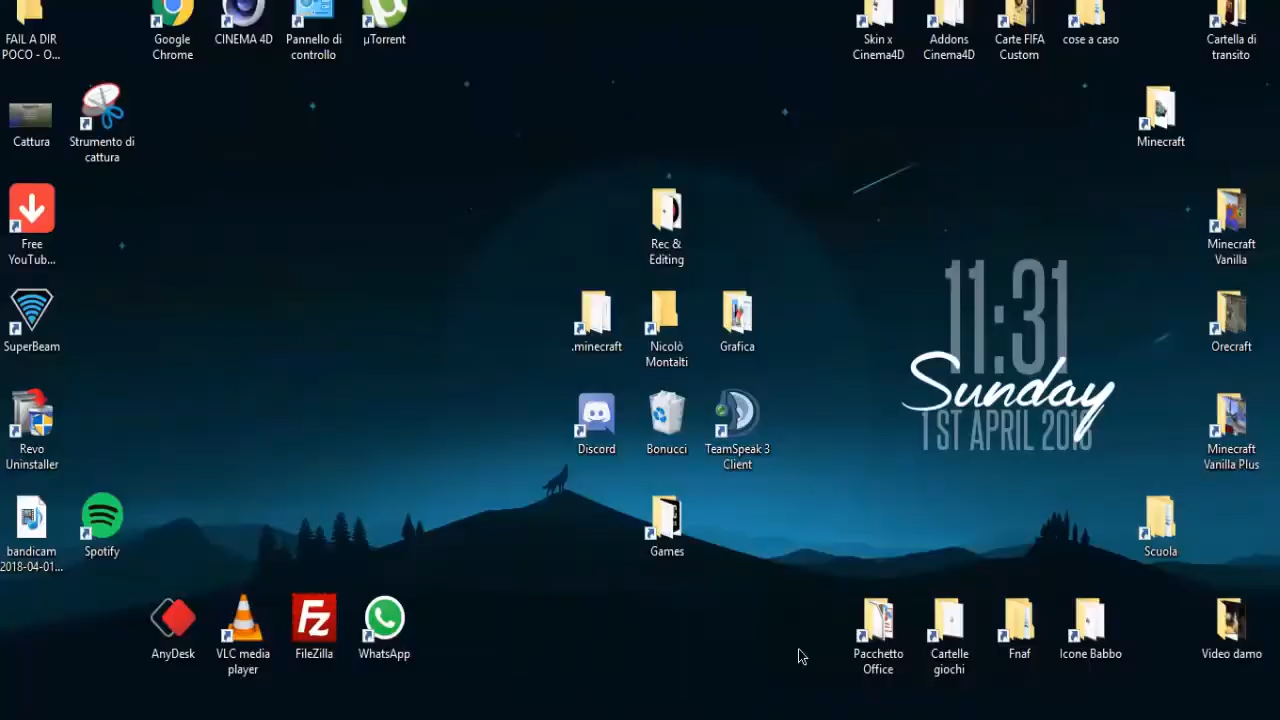 FAIL A DIR
POCO - O...
Google
Chrome
CINEMA 4D
Pannello di
controllo
µTorrent
Skin x
Cinema4D
Addons
Cinema4D
Carte FIFA
Custom
cose a caso
Cartella di
transito
Cattura
Strumento di
cattura
Minecraft
Free
YouTub...
Rec &
Editing
Minecraft
Vanilla
11:31
Sunday
1ST APRIL 2018
SuperBeam
.minecraft
Nicolò
Montalti
Grafica
Orecraft
Revo
Uninstaller
Discord
Bonucci
TeamSpeak 3
Client
Minecraft
Vanilla Plus
bandicam
2018-04-01...
Spotify
Games
Scuola
AnyDesk
VLC media
player
Fz
FileZilla
WhatsApp
Pacchetto
Office
Cartelle
giochi
Fnaf
Icone Babbo
Video damo